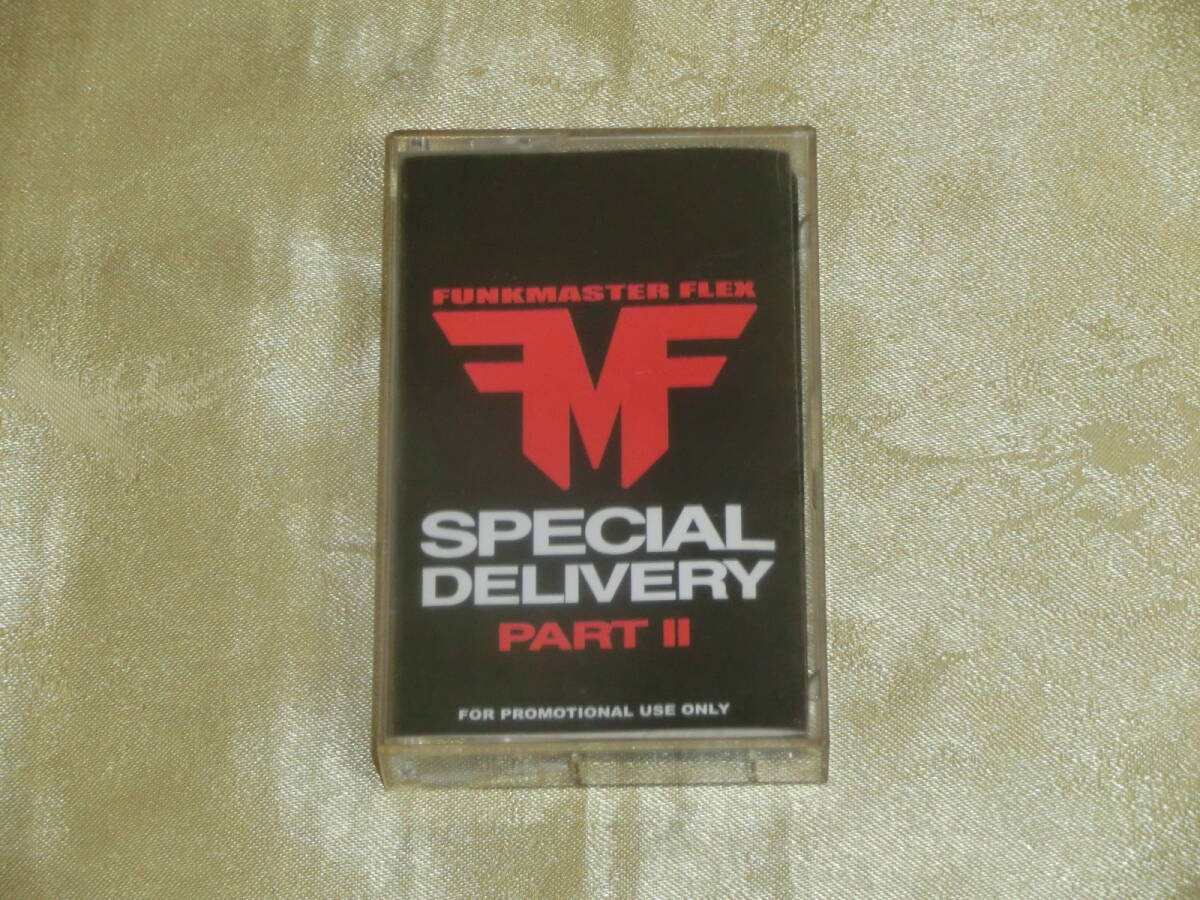 FUNKMASTER FLEX
FMF
SPECIAL
DELIVERY
PART II
FOR PROMOTIONAL USE ONLY